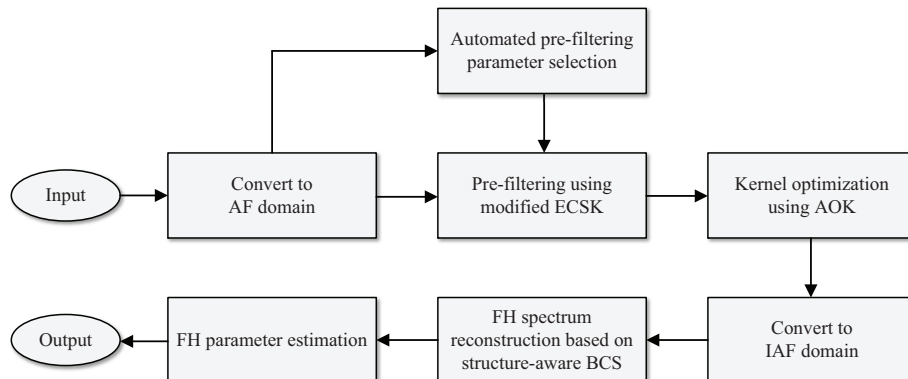 Automated pre-filtering
parameter selection
Input
Convert to
AF domain
Pre-filtering using
modified ECSK
Kernel optimization
using AOK
Output
FH parameter estimation
FH spectrum
reconstruction based on
structure-aware BCS
Convert to
IAF domain